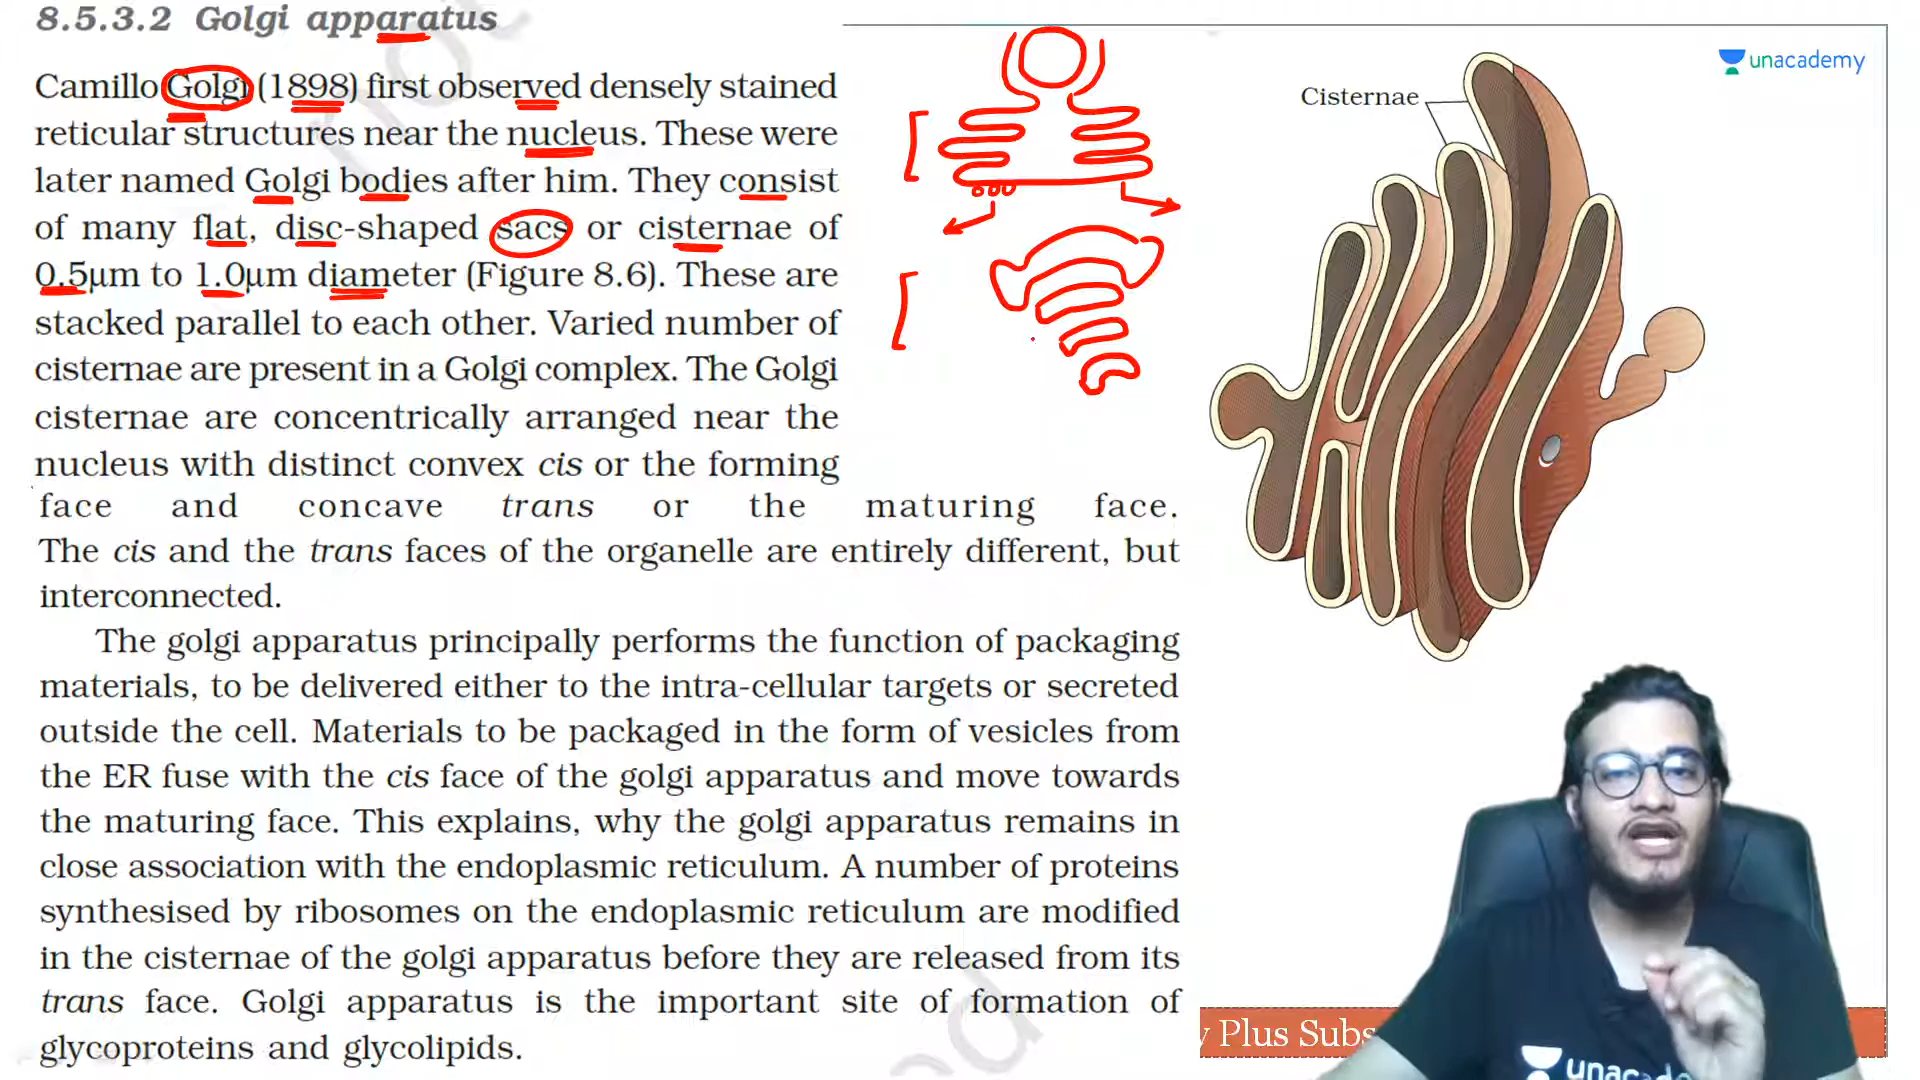 8.5.3.2 Golgi apparatus
Camillo Golgi (1898) first observed densely stained
reticular structures near the nucleus. These were
later named Golgi bodies after him. They consist
of many flat, disc-shaped sacs or cisternae of
0.5µm to 1.0µm diameter (Figure 8.6). These are
stacked parallel to each other. Varied number of
cisternae are present in a Golgi complex. The Golgi
cisternae are concentrically arranged near the
nucleus with distinct convex cis or the forming
face and concave trans or the maturing face.
The cis and the trans faces of the organelle are entirely different, but
interconnected.
The golgi apparatus principally performs the function of packaging
materials, to be delivered either to the intra-cellular targets or secreted
outside the cell. Materials to be packaged in the form of vesicles from
the ER fuse with the cis face of the golgi apparatus and move towards
the maturing face. This explains, why the golgi apparatus remains in
close association with the endoplasmic reticulum. A number of proteins
synthesised by ribosomes on the endoplasmic reticulum are modified
in the cisternae of the golgi apparatus before they are released from its
trans face. Golgi apparatus is the important site of formation of
glycoproteins and glycolipids.
Cisternae
unacademy
y Plus Subs
unacade